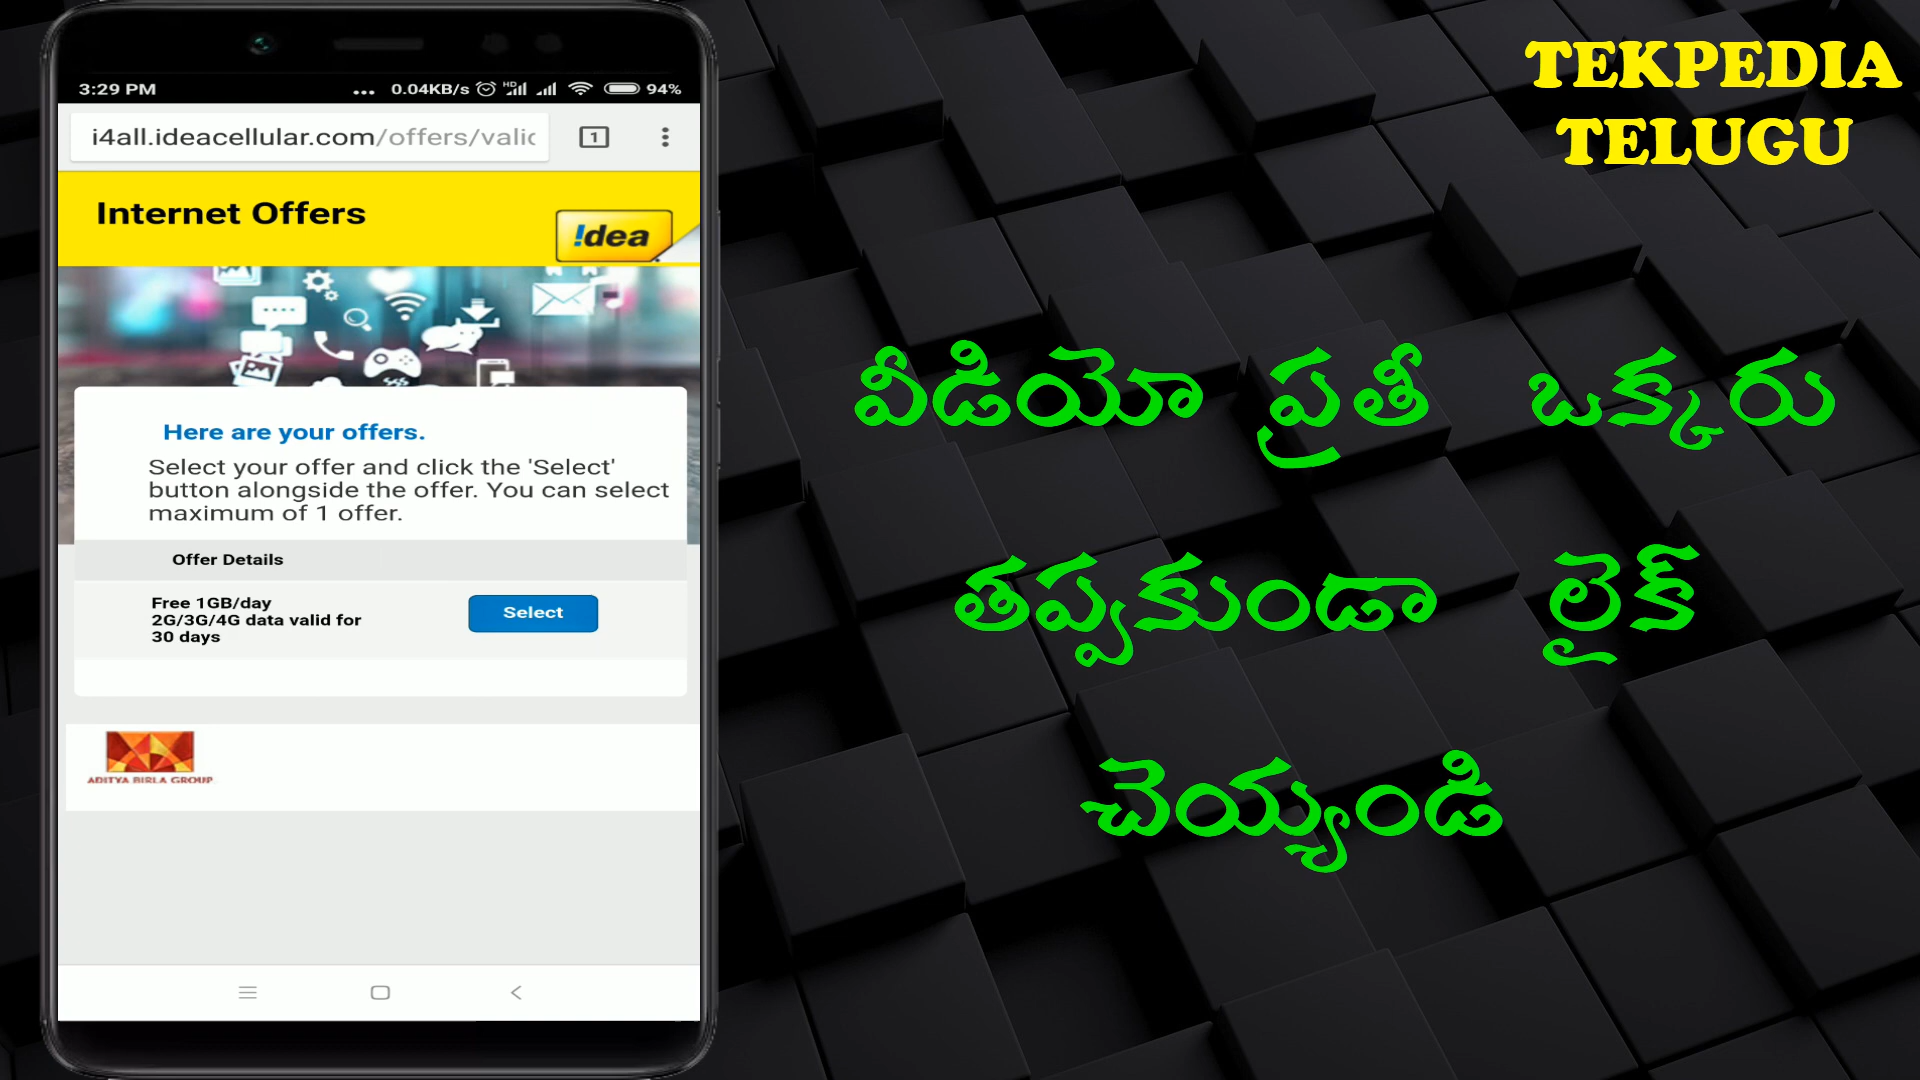 TEKPEDIA
TELUGU
3:29 PM ... 0.04KB/s HD 94%
i4all.ideacellular.com/offers/valid
1
Internet Offers
!dea
Here are your offers.
Select your offer and click the 'Select'
button alongside the offer. You can select
maximum of 1 offer.
Offer Details
Free 1GB/day
2G/3G/4G data valid for
30 days
Select
ADITYA BIRLA GROUP
వీడియో ప్రతీ ఒక్కరు
తప్పకుండా లైక్
చెయ్యండి